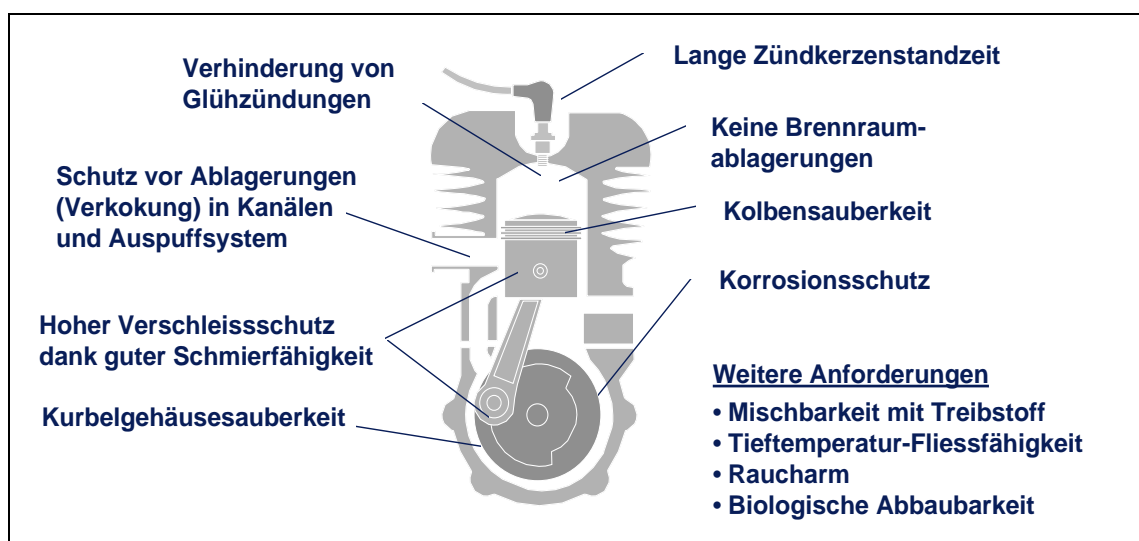 Verhinderung von
Glühzündungen
Lange Zündkerzenstandzeit
Keine Brennraum-
ablagerungen
Schutz vor Ablagerungen
(Verkokung) in Kanälen
und Auspuffsystem
Kolbensauberkeit
Korrosionsschutz
Hoher Verschleissschutz
dank guter Schmierfähigkeit
Kurbelgehäusesauberkeit
Weitere Anforderungen
• Mischbarkeit mit Treibstoff
• Tieftemperatur-Fliessfähigkeit
• Raucharm
• Biologische Abbaubarkeit